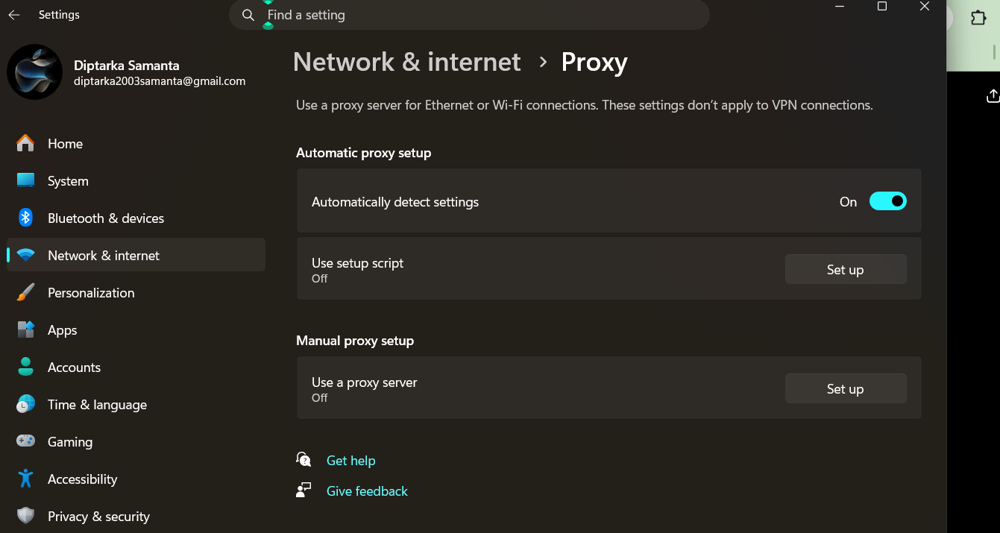 Settings
Find a setting
Diptarka Samanta
diptarka2003samanta@gmail.com
Home
System
Bluetooth & devices
Network & internet
Personalization
Apps
Accounts
Time & language
Gaming
Accessibility
Privacy & security
Network & internet > Proxy
Use a proxy server for Ethernet or Wi-Fi connections. These settings don’t apply to VPN connections.
Automatic proxy setup
Automatically detect settings
On
Use setup script
Off
Set up
Manual proxy setup
Use a proxy server
Off
Set up
Get help
Give feedback